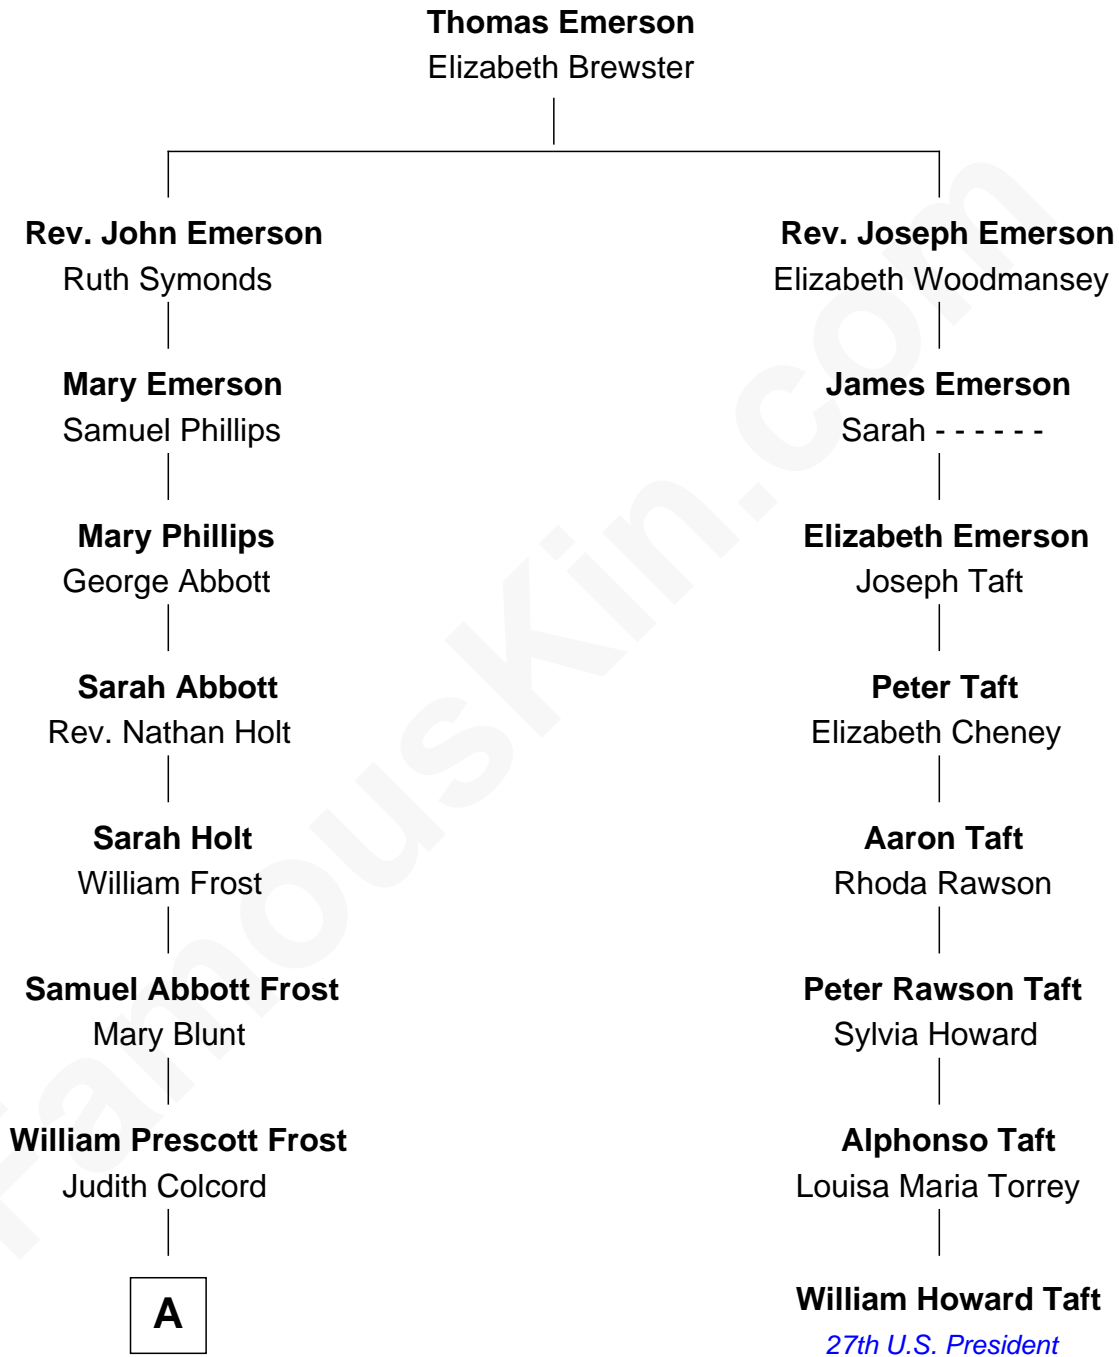 Thomas Emerson
Elizabeth Brewster
Rev. John Emerson
Ruth Symonds
Mary Emerson
Samuel Phillips
Mary Phillips
George Abbott
Sarah Abbott
Rev. Nathan Holt
Sarah Holt
William Frost
Samuel Abbott Frost
Mary Blunt
William Prescott Frost
Judith Colcord
A
Rev. Joseph Emerson
Elizabeth Woodmansey
James Emerson
Sarah - - - - - -
Elizabeth Emerson
Joseph Taft
Peter Taft
Elizabeth Cheney
Aaron Taft
Rhoda Rawson
Peter Rawson Taft
Sylvia Howard
Alphonso Taft
Louisa Maria Torrey
William Howard Taft
27th U.S. President
FamousKin.com